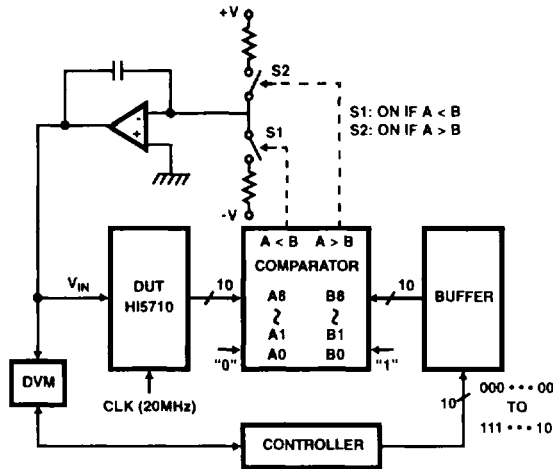 +V
S2
S1
S1: ON IF A < B
S2: ON IF A > B
-
+
-V
A < B A > B
COMPARATOR
A8 B8
A1 B1
A0 B0
VIN
DUT
HI5710
10
10
BUFFER
"0"
"1"
DVM
CLK (20MHz)
CONTROLLER
10
000 • • • 00
TO
111 • • • 10